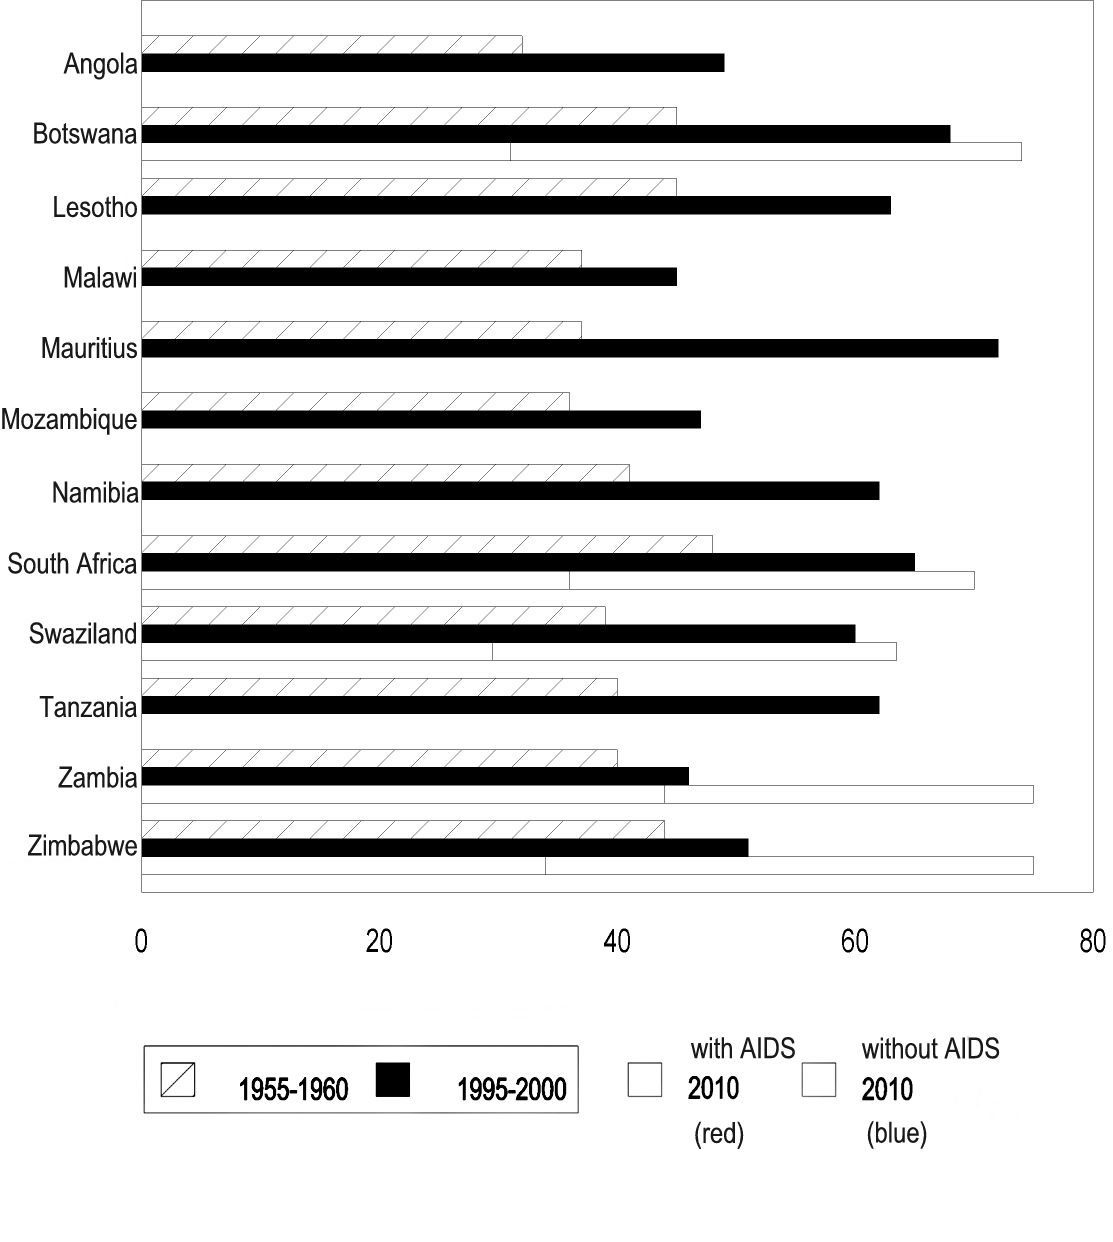 Angola
Botswana
Lesotho
Malawi
Mauritius
Mozambique
Namibia
South Africa
Swaziland
Tanzania
Zambia
Zimbabwe
0 20 40 60 80
1955-1960 1995-2000
with AIDS
2010
(red)
without AIDS
2010
(blue)